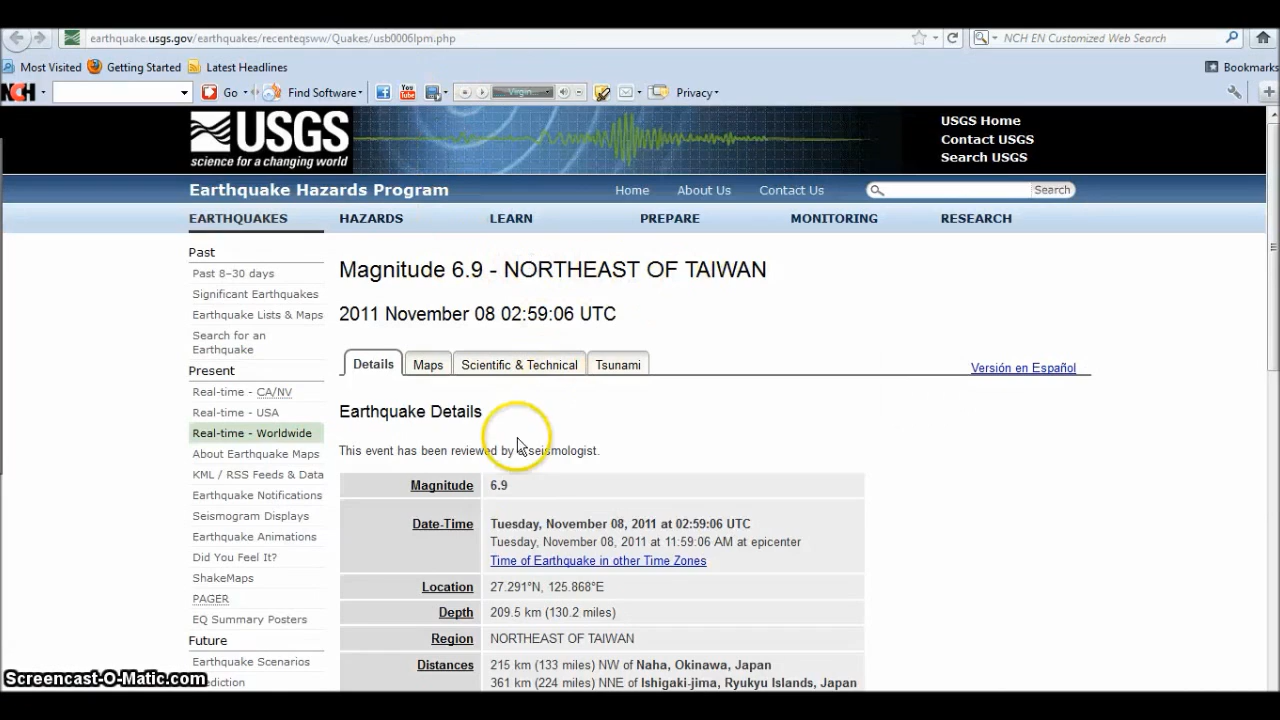 earthquake.usgs.gov/earthquakes/recenteqsww/Quakes/usb0006lpm.php
NCH EN Customized Web Search
Most Visited Getting Started Latest Headlines Bookmarks
NCH Go Find Software You Tube Virgin... Privacy
USGS
science for a changing world
USGS Home
Contact USGS
Search USGS
Earthquake Hazards Program Home About Us Contact Us Search
EARTHQUAKES HAZARDS LEARN PREPARE MONITORING RESEARCH
Past
Past 8–30 days
Significant Earthquakes
Earthquake Lists & Maps
Search for an
Earthquake
Present
Real-time - CA/NV
Real-time - USA
Real-time - Worldwide
About Earthquake Maps
KML / RSS Feeds & Data
Earthquake Notifications
Seismogram Displays
Earthquake Animations
Did You Feel It?
ShakeMaps
PAGER
EQ Summary Posters
Future
Earthquake Scenarios
Magnitude 6.9 - NORTHEAST OF TAIWAN
2011 November 08 02:59:06 UTC
Details Maps Scientific & Technical Tsunami
Versión en Español
Earthquake Details
This event has been reviewed by seismologist.
Magnitude 6.9
Date-Time Tuesday, November 08, 2011 at 02:59:06 UTC
Tuesday, November 08, 2011 at 11:59:06 AM at epicenter
Time of Earthquake in other Time Zones
Location 27.291°N, 125.868°E
Depth 209.5 km (130.2 miles)
Region NORTHEAST OF TAIWAN
Distances 215 km (133 miles) NW of Naha, Okinawa, Japan
361 km (224 miles) NNE of Ishigaki-jima, Ryukyu Islands, Japan
Screencast-O-Matic.com